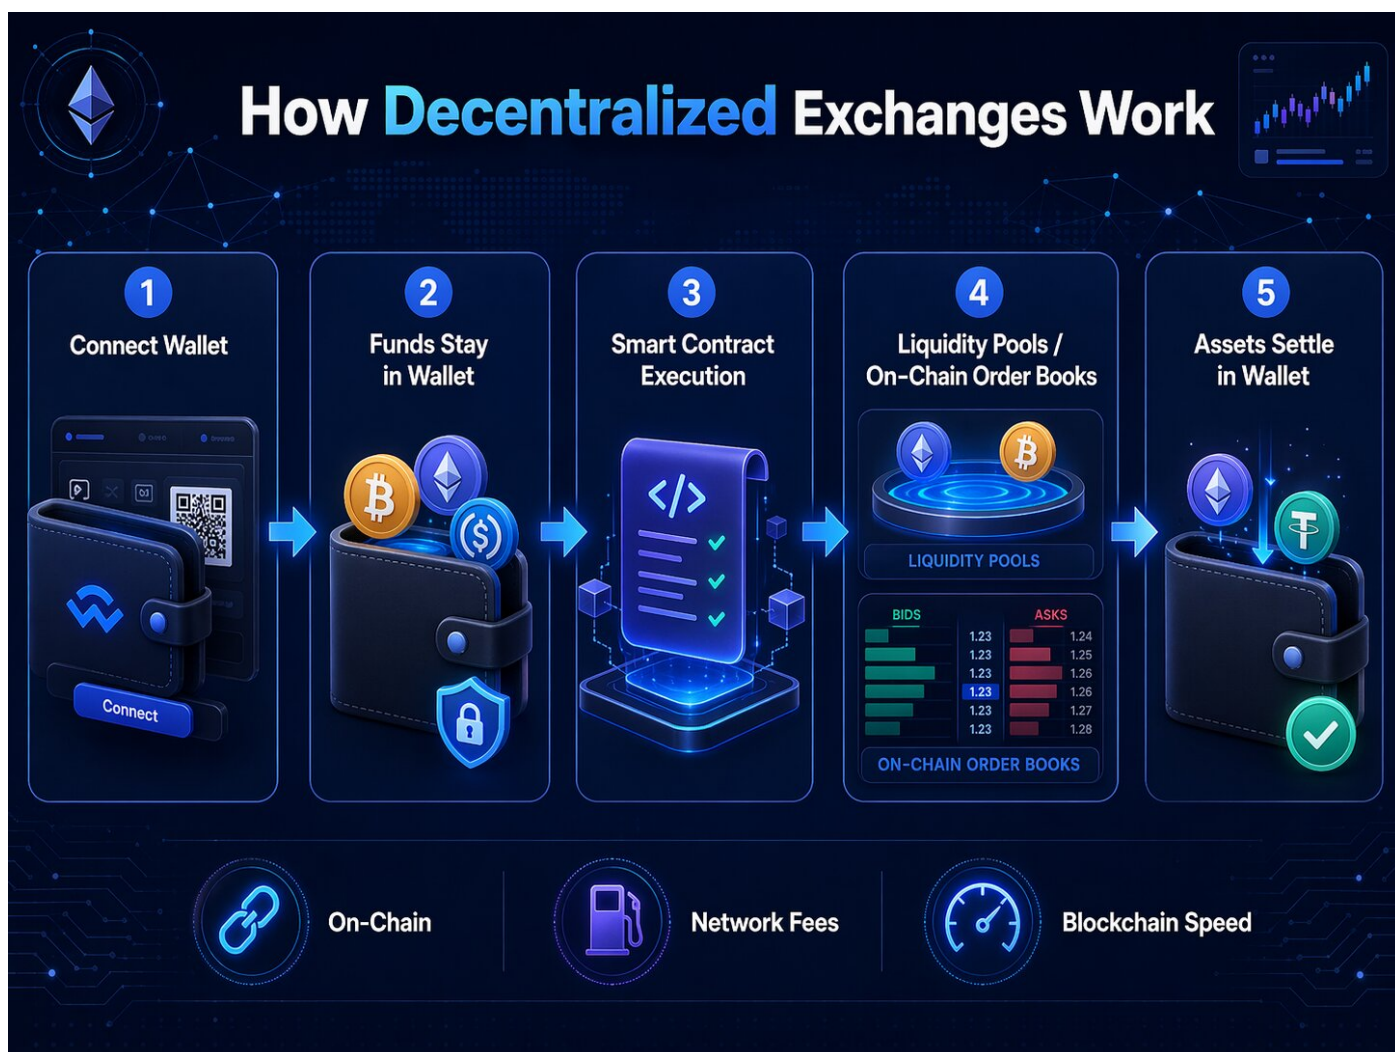 How Decentralized Exchanges Work
1
Connect Wallet
Connect
2
Funds Stay
in Wallet
3
Smart Contract
Execution
</>
4
Liquidity Pools /
On-Chain Order Books
LIQUIDITY POOLS
BIDS ASKS
1.23 1.24
1.23 1.25
1.23 1.26
1.23 1.26
1.23 1.27
1.23 1.28
ON-CHAIN ORDER BOOKS
5
Assets Settle
in Wallet
On-Chain
Network Fees
Blockchain Speed